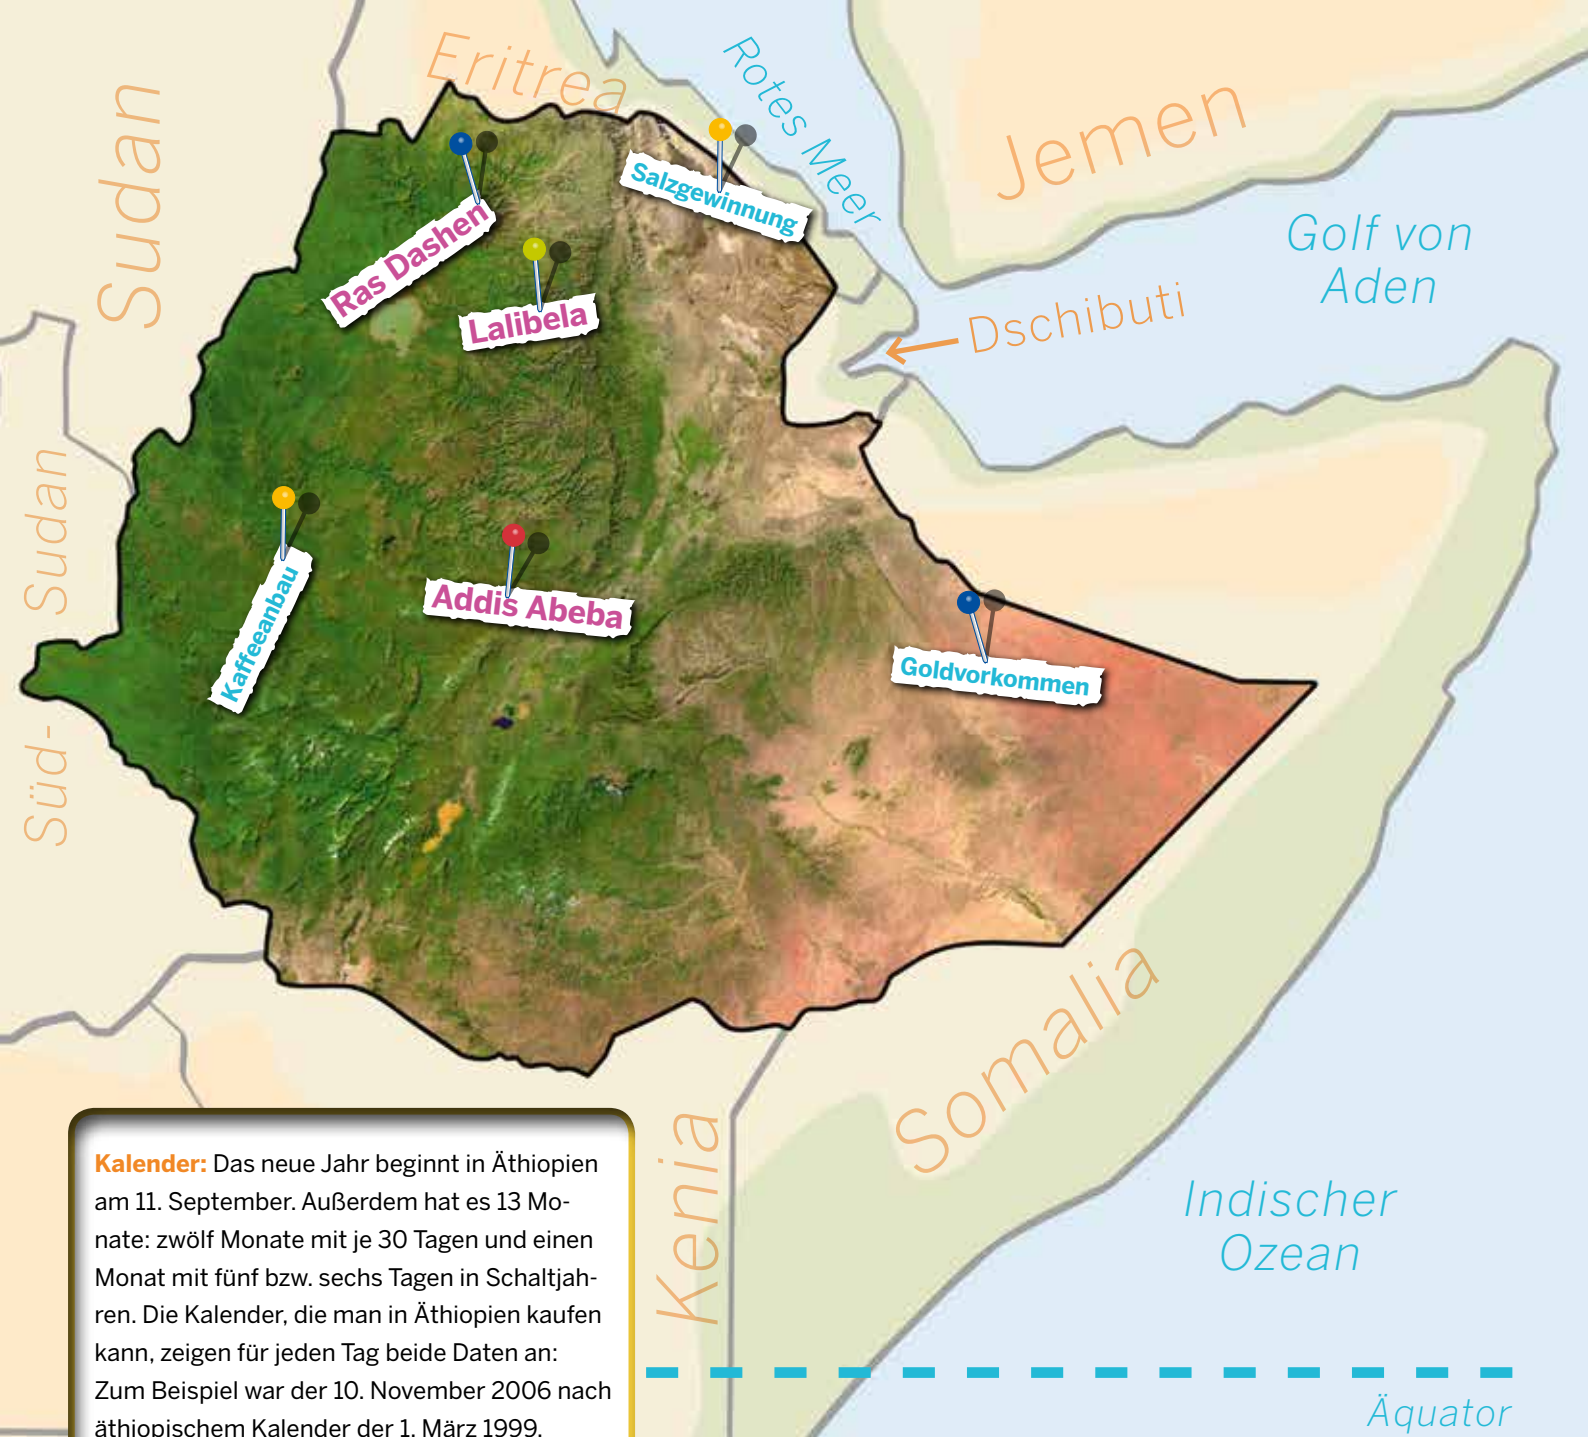 Eritrea
Rotes Meer
Sudan
Jemen
Salzgewinnung
Ras Dashen
Golf von
Aden
Lalibela
Dschibuti
Süd- Sudan
Kaffeeanbau
Addis Abeba
Goldvorkommen
Somalia
Kenia
Indischer
Ozean
Äquator
Kalender: Das neue Jahr beginnt in Äthiopien
am 11. September. Außerdem hat es 13 Mo-
nate: zwölf Monate mit je 30 Tagen und einen
Monat mit fünf bzw. sechs Tagen in Schaltjah-
ren. Die Kalender, die man in Äthiopien kaufen
kann, zeigen für jeden Tag beide Daten an:
Zum Beispiel war der 10. November 2006 nach
äthiopischem Kalender der 1. März 1999.